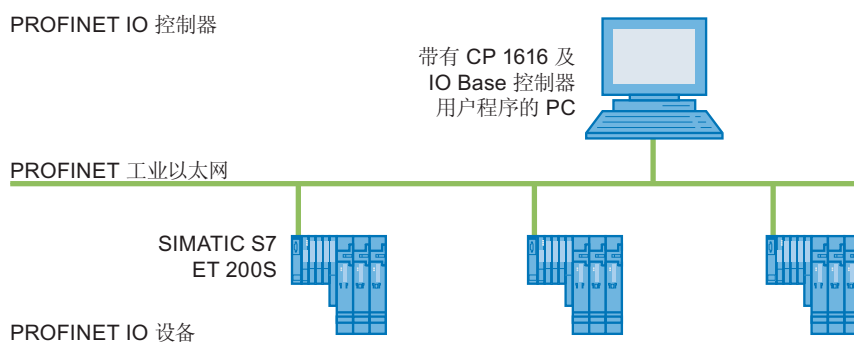 PROFINET IO 控制器
带有 CP 1616 及
IO Base 控制器
用户程序的 PC
PROFINET 工业以太网
SIMATIC S7
ET 200S
PROFINET IO 设备